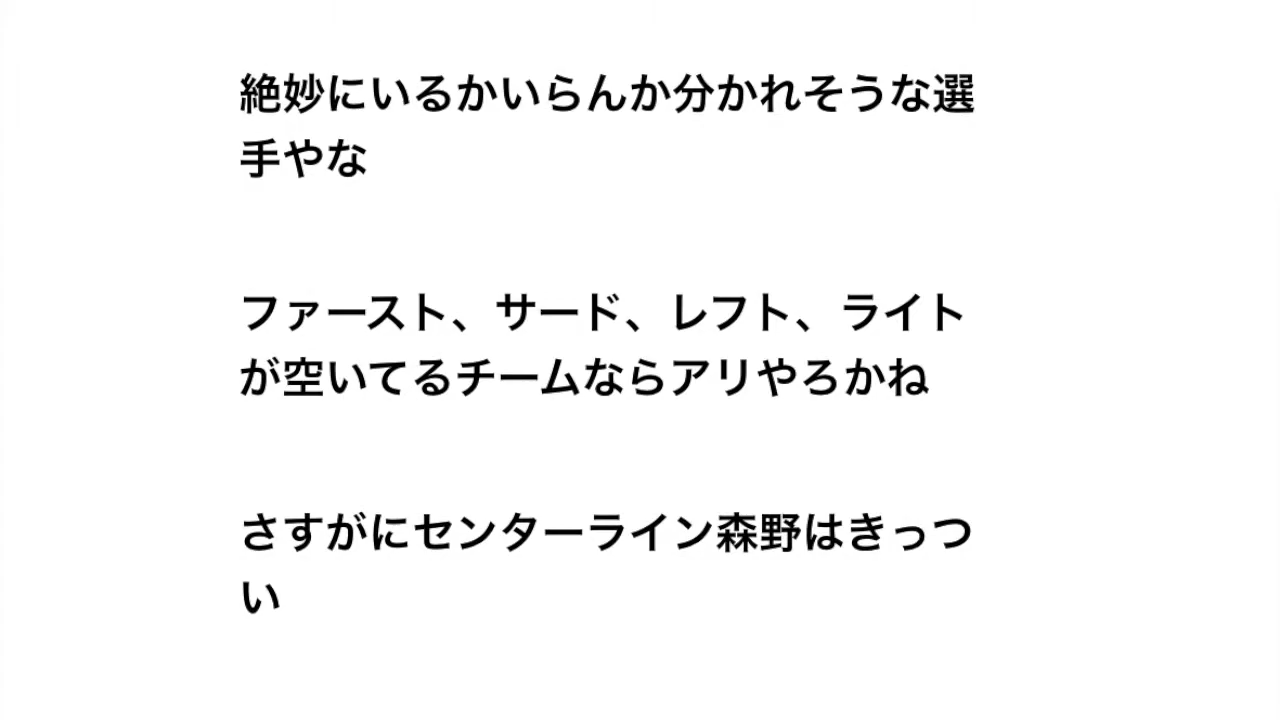 絶妙にいるかいらんか分かれそうな選
手やな
ファースト、サード、レフト、ライト
が空いてるチームならアリやろかね
さすがにセンターライン森野はきっつ
い